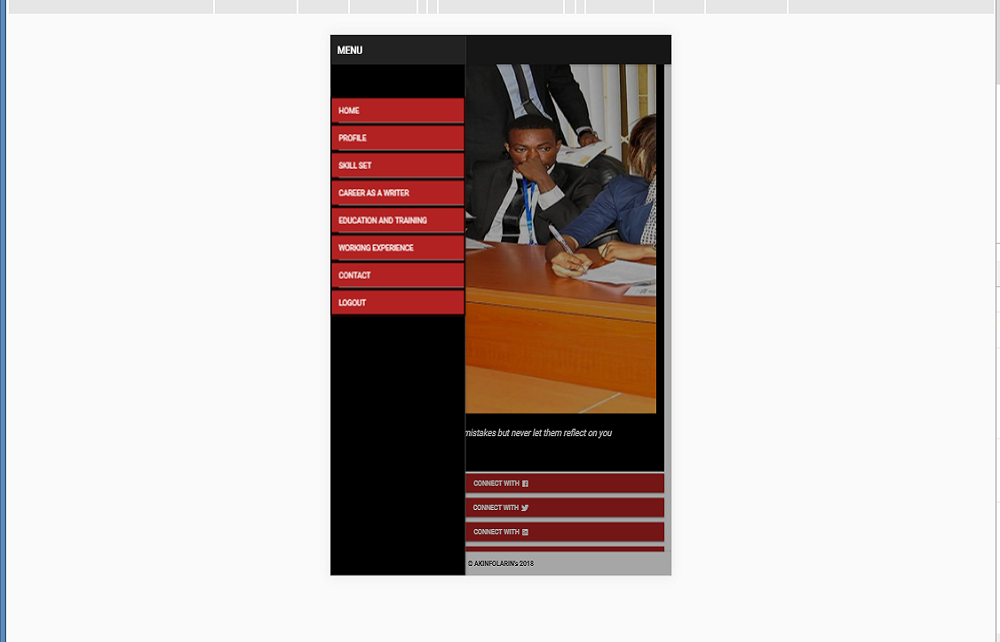 MENU
HOME
PROFILE
SKILL SET
CAREER AS A WRITER
EDUCATION AND TRAINING
WORKING EXPERIENCE
CONTACT
LOGOUT
mistakes but never let them reflect on you
CONNECT WITH
CONNECT WITH
CONNECT WITH
© AKINFOLARIN's 2018